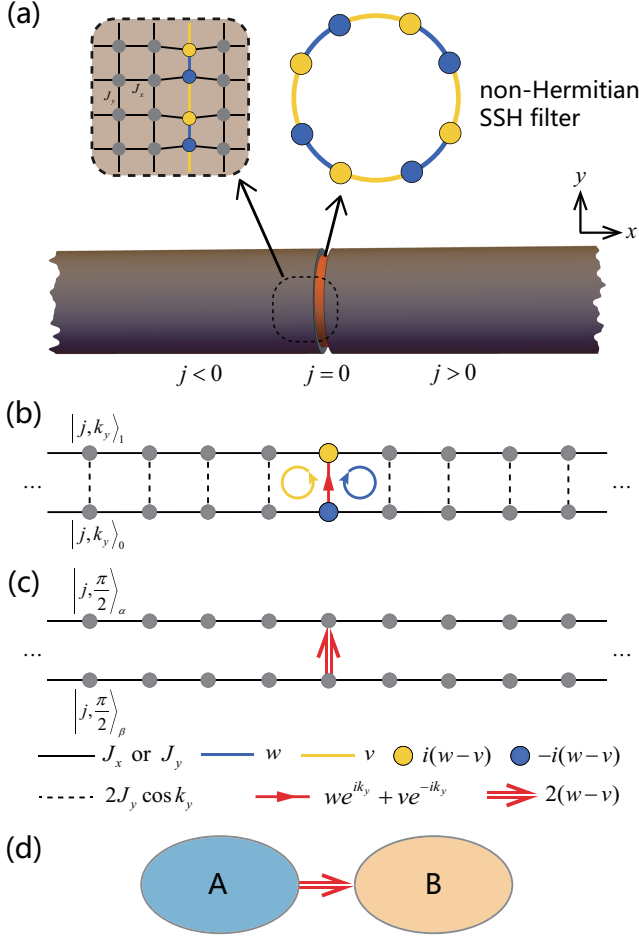 (a)
J_y J_x
non-Hermitian
SSH filter
y
x
j < 0 j = 0 j > 0
(b)
|j, k_y⟩_1
... ...
|j, k_y⟩_0
(c)
|j, π/2⟩_α
... ...
|j, π/2⟩_β
J_x or J_y w v i(w−v) −i(w−v)
2J_y cos k_y we^{ik_y} + ve^{−ik_y} 2(w−v)
(d)
A B